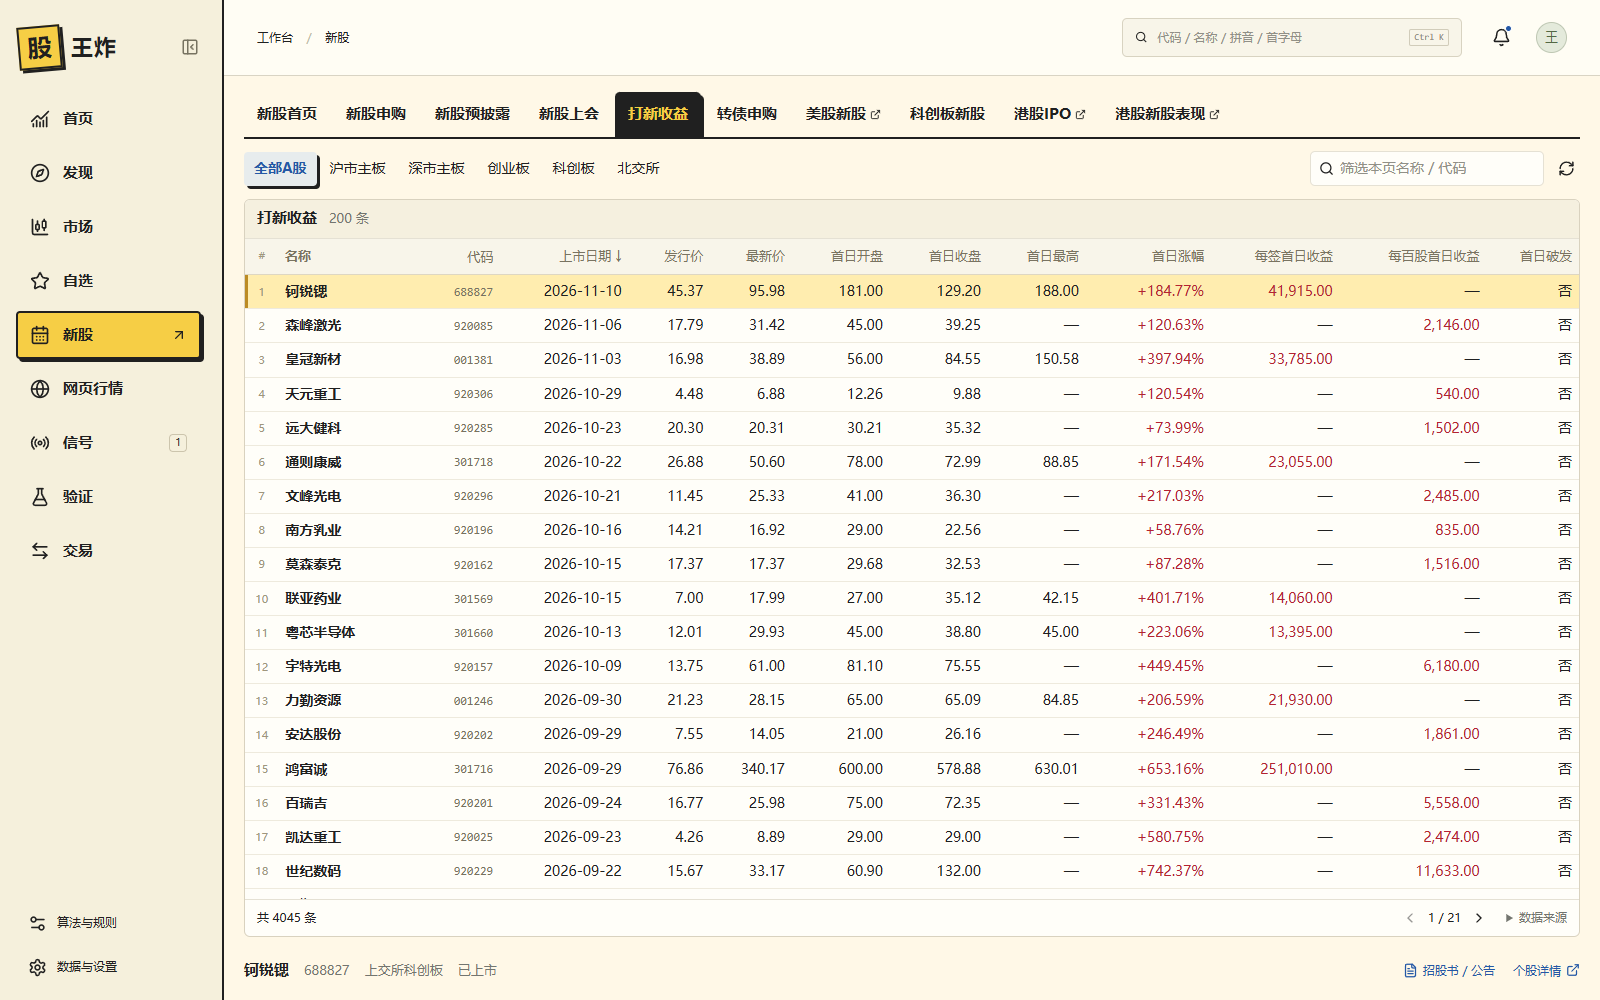 股 王炸
工作台 / 新股
代码 / 名称 / 拼音 / 首字母 Ctrl K
王
首页
发现
市场
自选
新股
网页行情
信号 1
验证
交易
算法与规则
数据与设置
新股首页 新股申购 新股预披露 新股上会 打新收益 转债申购 美股新股 科创板新股 港股IPO 港股新股表现
全部A股 沪市主板 深市主板 创业板 科创板 北交所
筛选本页名称 / 代码
打新收益 200 条
# 名称 代码 上市日期↓ 发行价 最新价 首日开盘 首日收盘 首日最高 首日涨幅 每签首日收益 每百股首日收益 首日破发
1 钶锐锶 688827 2026-11-10 45.37 95.98 181.00 129.20 188.00 +184.77% 41,915.00 — 否
2 森峰激光 920085 2026-11-06 17.79 31.42 45.00 39.25 — +120.63% — 2,146.00 否
3 皇冠新材 001381 2026-11-03 16.98 38.89 56.00 84.55 150.58 +397.94% 33,785.00 — 否
4 天元重工 920306 2026-10-29 4.48 6.88 12.26 9.88 — +120.54% — 540.00 否
5 远大健科 920285 2026-10-23 20.30 20.31 30.21 35.32 — +73.99% — 1,502.00 否
6 通则康威 301718 2026-10-22 26.88 50.60 78.00 72.99 88.85 +171.54% 23,055.00 — 否
7 文峰光电 920296 2026-10-21 11.45 25.33 41.00 36.30 — +217.03% — 2,485.00 否
8 南方乳业 920196 2026-10-16 14.21 16.92 29.00 22.56 — +58.76% — 835.00 否
9 莫森泰克 920162 2026-10-15 17.37 17.37 29.68 32.53 — +87.28% — 1,516.00 否
10 联亚药业 301569 2026-10-15 7.00 17.99 27.00 35.12 42.15 +401.71% 14,060.00 — 否
11 粤芯半导体 301660 2026-10-13 12.01 29.93 45.00 38.80 45.00 +223.06% 13,395.00 — 否
12 宇特光电 920157 2026-10-09 13.75 61.00 81.10 75.55 — +449.45% — 6,180.00 否
13 力勤资源 001246 2026-09-30 21.23 28.15 65.00 65.09 84.85 +206.59% 21,930.00 — 否
14 安达股份 920202 2026-09-29 7.55 14.05 21.00 26.16 — +246.49% — 1,861.00 否
15 鸿富诚 301716 2026-09-29 76.86 340.17 600.00 578.88 630.01 +653.16% 251,010.00 — 否
16 百瑞吉 920201 2026-09-24 16.77 25.98 75.00 72.35 — +331.43% — 5,558.00 否
17 凯达重工 920025 2026-09-23 4.26 8.89 29.00 29.00 — +580.75% — 2,474.00 否
18 世纪数码 920229 2026-09-22 15.67 33.17 60.90 132.00 — +742.37% — 11,633.00 否
共 4045 条 1 / 21 数据来源
钶锐锶 688827 上交所科创板 已上市 招股书 / 公告 个股详情